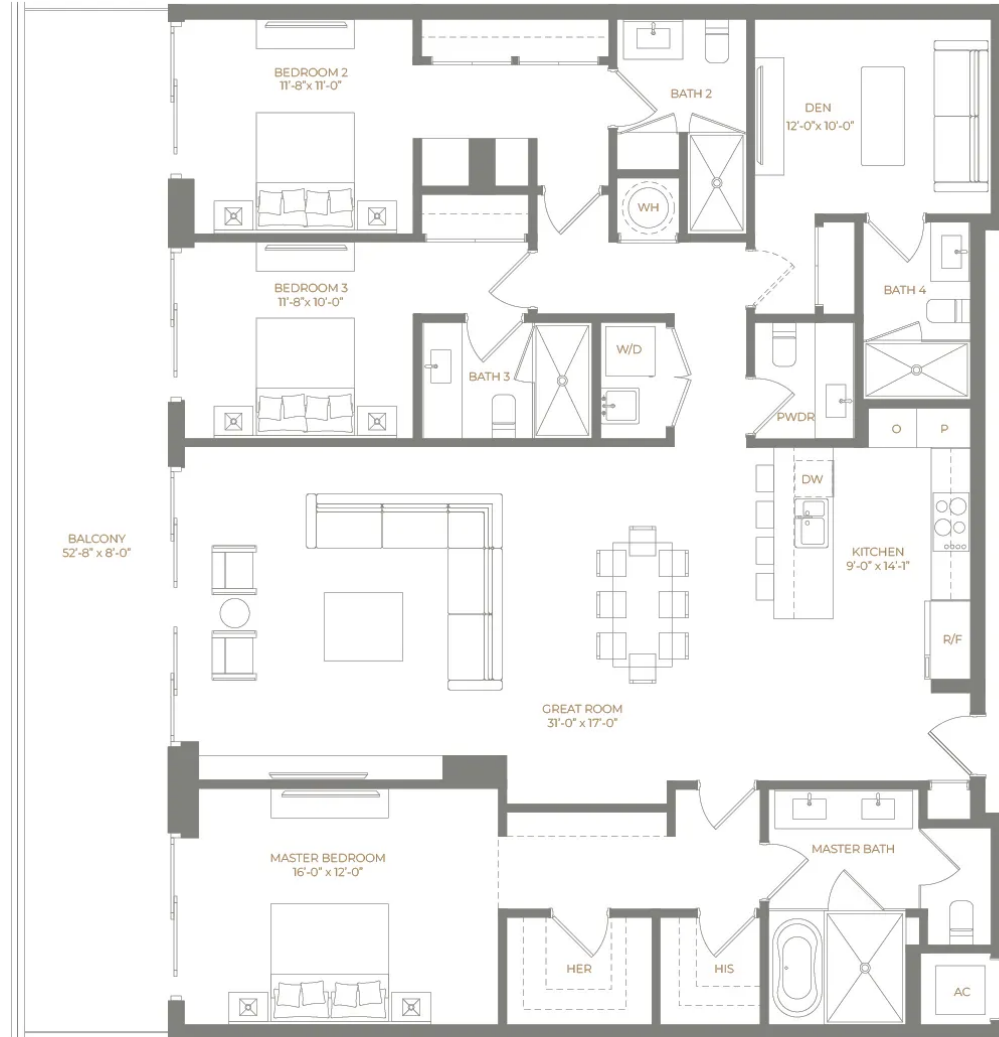 BEDROOM 2
11'-8"x 11'-0"
BATH 2
DEN
12'-0"x 10'-0"
WH
BEDROOM 3
11'-8"x 10'-0"
BATH 4
W/D
BATH 3
PWDR
O
P
DW
BALCONY
52'-8" x 8'-0"
KITCHEN
9'-0" x 14'-1"
R/F
GREAT ROOM
31'-0" x 17'-0"
MASTER BEDROOM
16'-0" x 12'-0"
MASTER BATH
HER
HIS
AC